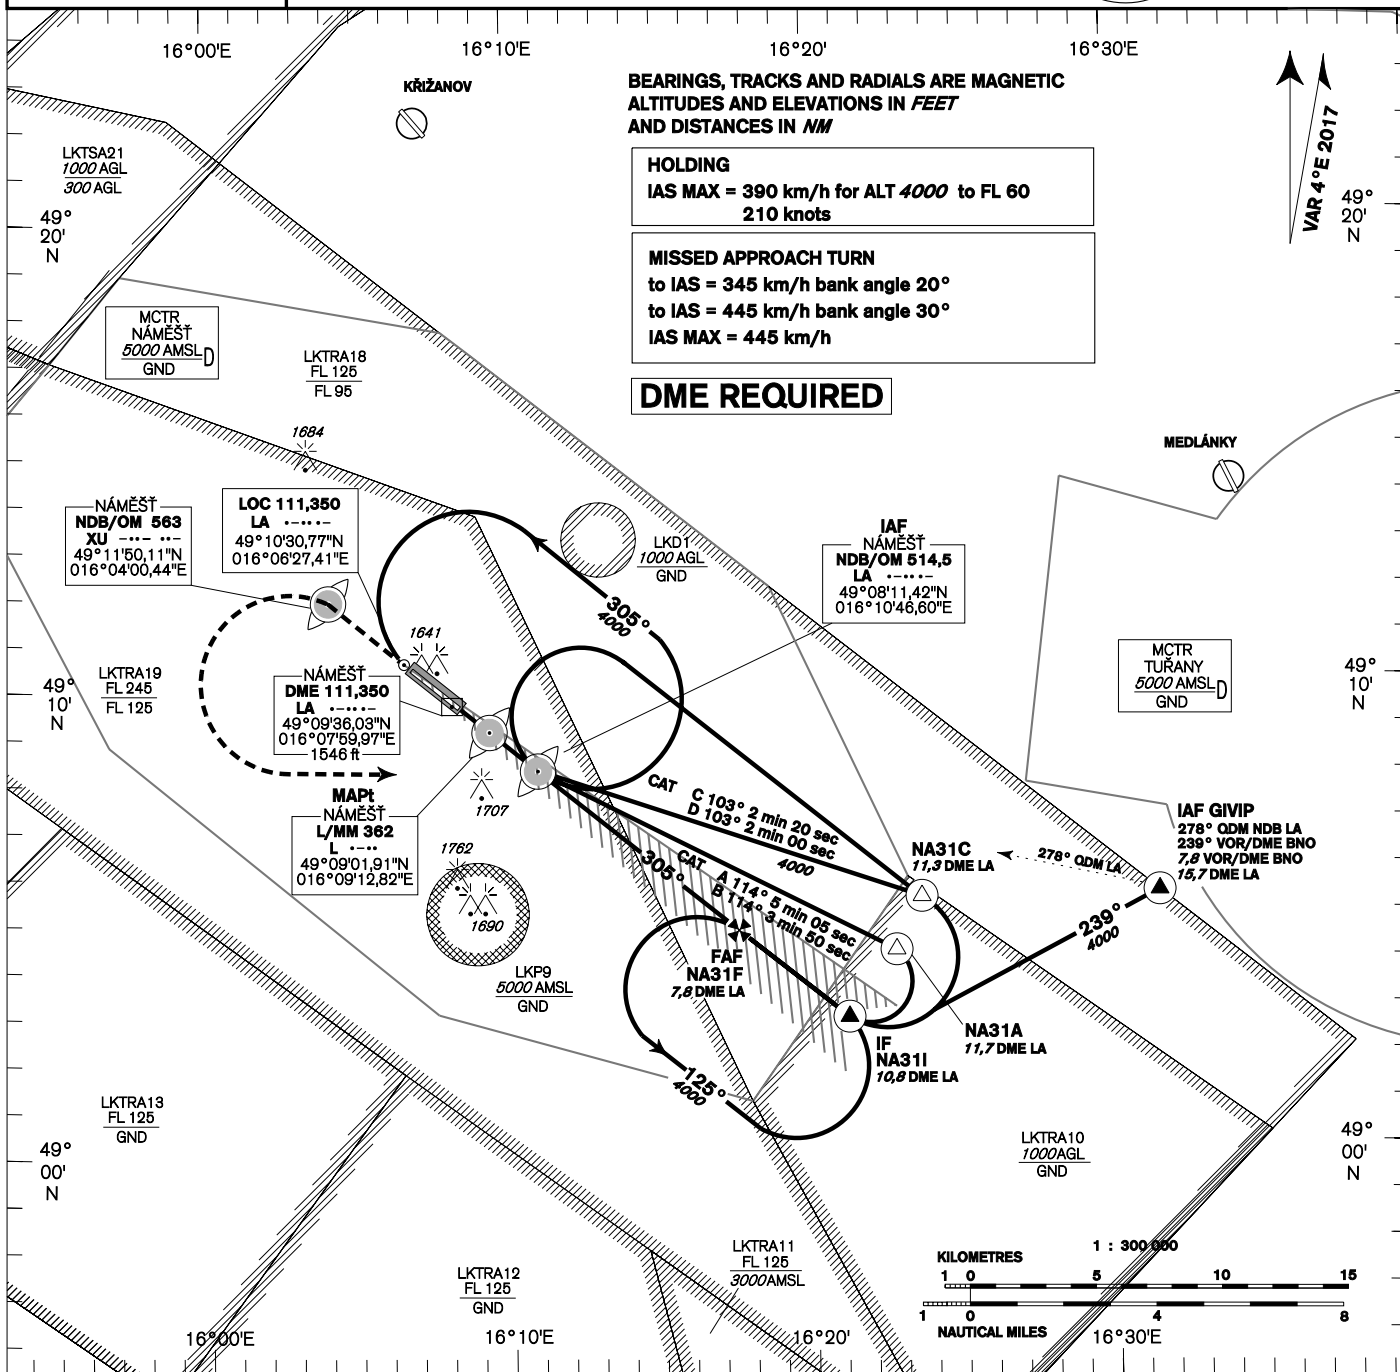 16°00'E
16°10'E
16°20'
16°30'E
KŘIŽANOV
BEARINGS, TRACKS AND RADIALS ARE MAGNETIC
ALTITUDES AND ELEVATIONS IN FEET
AND DISTANCES IN NM
VAR 4°E 2017
HOLDING
IAS MAX = 390 km/h for ALT 4000 to FL 60
210 knots
MISSED APPROACH TURN
to IAS = 345 km/h bank angle 20°
to IAS = 445 km/h bank angle 30°
IAS MAX = 445 km/h
DME REQUIRED
LKTSA21
1000 AGL
300 AGL
49°
20'
N
49°
20'
N
MCTR
NÁMĚŠŤ
5000 AMSL D
GND
LKTRA18
FL 125
FL 95
1684
MEDLÁNKY
NÁMĚŠŤ
NDB/OM 563
XU -··- ··-
49°11'50,11"N
016°04'00,44"E
LOC 111,350
LA ·-·· ·-
49°10'30,77"N
016°06'27,41"E
LKD1
1000 AGL
GND
IAF
NÁMĚŠŤ
NDB/OM 514,5
LA ·-·· ·-
49°08'11,42"N
016°10'46,60"E
305°
4000
1641
LKTRA19
FL 245
FL 125
49°
10'
N
49°
10'
N
NÁMĚŠŤ
DME 111,350
LA ·-·· ·-
49°09'36,03"N
016°07'59,97"E
1546 ft
MCTR
TUŘANY
5000 AMSL D
GND
MAPt
NÁMĚŠŤ
L/MM 362
L ·-··
49°09'01,91"N
016°09'12,82"E
1707
1762
1690
CAT C 103° 2 min 20 sec
D 103° 2 min 00 sec
4000
CAT A 114° 5 min 05 sec
B 114° 3 min 50 sec
305°
NA31C
11,3 DME LA
278° QDM LA
IAF GIVIP
278° QDM NDB LA
239° VOR/DME BNO
7,8 VOR/DME BNO
15,7 DME LA
239°
4000
FAF
NA31F
7,8 DME LA
LKP9
5000 AMSL
GND
NA31A
11,7 DME LA
IF
NA31I
10,8 DME LA
125°
4000
LKTRA13
FL 125
GND
49°
00'
N
49°
00'
N
LKTRA10
1000AGL
GND
LKTRA11
FL 125
3000AMSL
LKTRA12
FL 125
GND
1 : 300 000
KILOMETRES
1 0 5 10 15
1 0 4 8
NAUTICAL MILES
16°00'E
16°10'E
16°20'
16°30'E